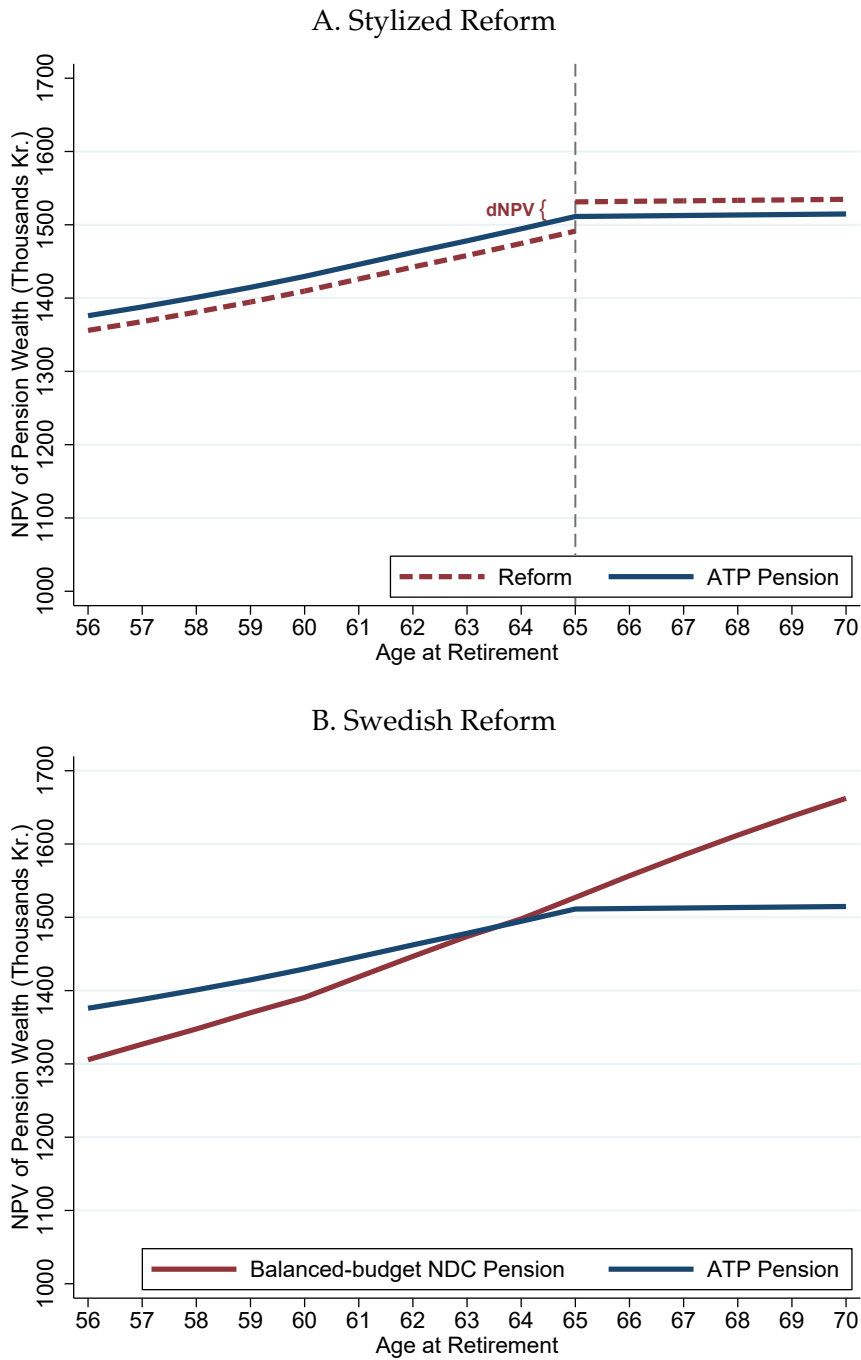 A. Stylized Reform
NPV of Pension Wealth (Thousands Kr.)
1700
1600
1500
1400
1300
1200
1100
1000
dNPV {
Reform ATP Pension
56 57 58 59 60 61 62 63 64 65 66 67 68 69 70
Age at Retirement
B. Swedish Reform
NPV of Pension Wealth (Thousands Kr.)
1700
1600
1500
1400
1300
1200
1100
1000
Balanced-budget NDC Pension ATP Pension
56 57 58 59 60 61 62 63 64 65 66 67 68 69 70
Age at Retirement